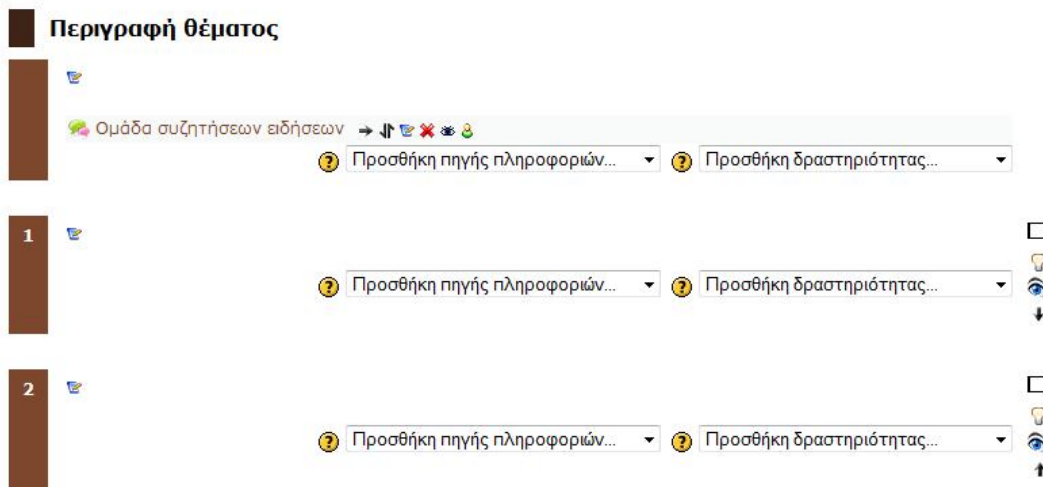 Περιγραφή θέματος
Ομάδα συζητήσεων ειδήσεων
Προσθήκη πηγής πληροφοριών... Προσθήκη δραστηριότητας...
1
Προσθήκη πηγής πληροφοριών... Προσθήκη δραστηριότητας...
2
Προσθήκη πηγής πληροφοριών... Προσθήκη δραστηριότητας...